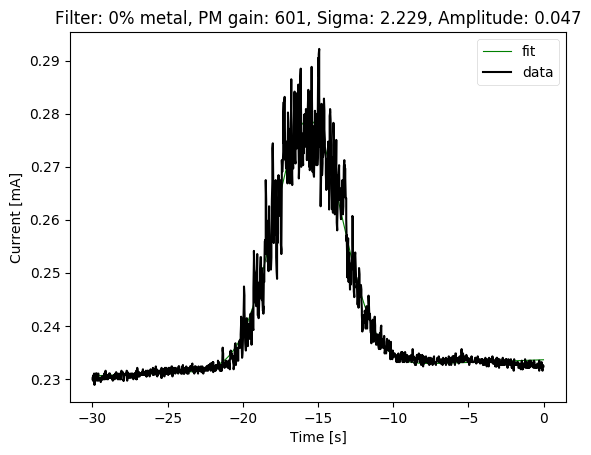 Filter: 0% metal, PM gain: 601, Sigma: 2.229, Amplitude: 0.047
fit
data
0.29
0.28
0.27
0.26
0.25
0.24
0.23
Current [mA]
−30
−25
−20
−15
−10
−5
0
Time [s]